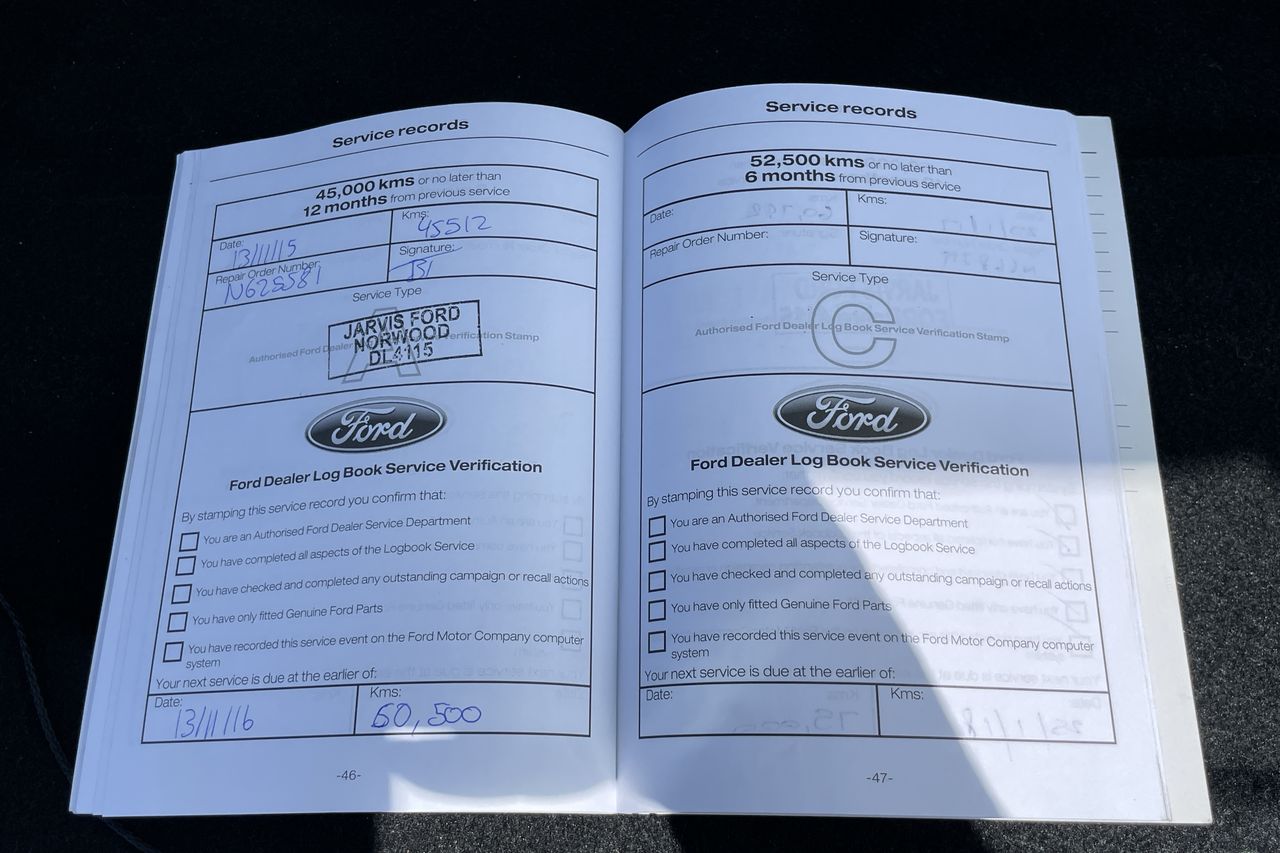 Service records
45,000 kms or no later than
12 months from previous service
Date:
13/11/15
Kms:
45512
Repair Order Number:
N625581
Signature:
Service Type
A
Authorised Ford Dealer
Verification Stamp
JARVIS FORD
NORWOOD
DL4115
Ford
Ford Dealer Log Book Service Verification
By stamping this service record you confirm that:
You are an Authorised Ford Dealer Service Department
You have completed all aspects of the Logbook Service
You have checked and completed any outstanding campaign or recall actions
You have only fitted Genuine Ford Parts
You have recorded this service event on the Ford Motor Company computer
system
Your next service is due at the earlier of:
Date:
13/11/16
Kms:
60,500
-46-
Service records
52,500 kms or no later than
6 months from previous service
Date:
Kms:
Repair Order Number:
Signature:
Service Type
C
Authorised Ford Dealer Log Book Service Verification Stamp
Ford
Ford Dealer Log Book Service Verification
By stamping this service record you confirm that:
You are an Authorised Ford Dealer Service Department
You have completed all aspects of the Logbook Service
You have checked and completed any outstanding campaign or recall actions
You have only fitted Genuine Ford Parts
You have recorded this service event on the Ford Motor Company computer
system
Your next service is due at the earlier of:
Date:
Kms:
-47-